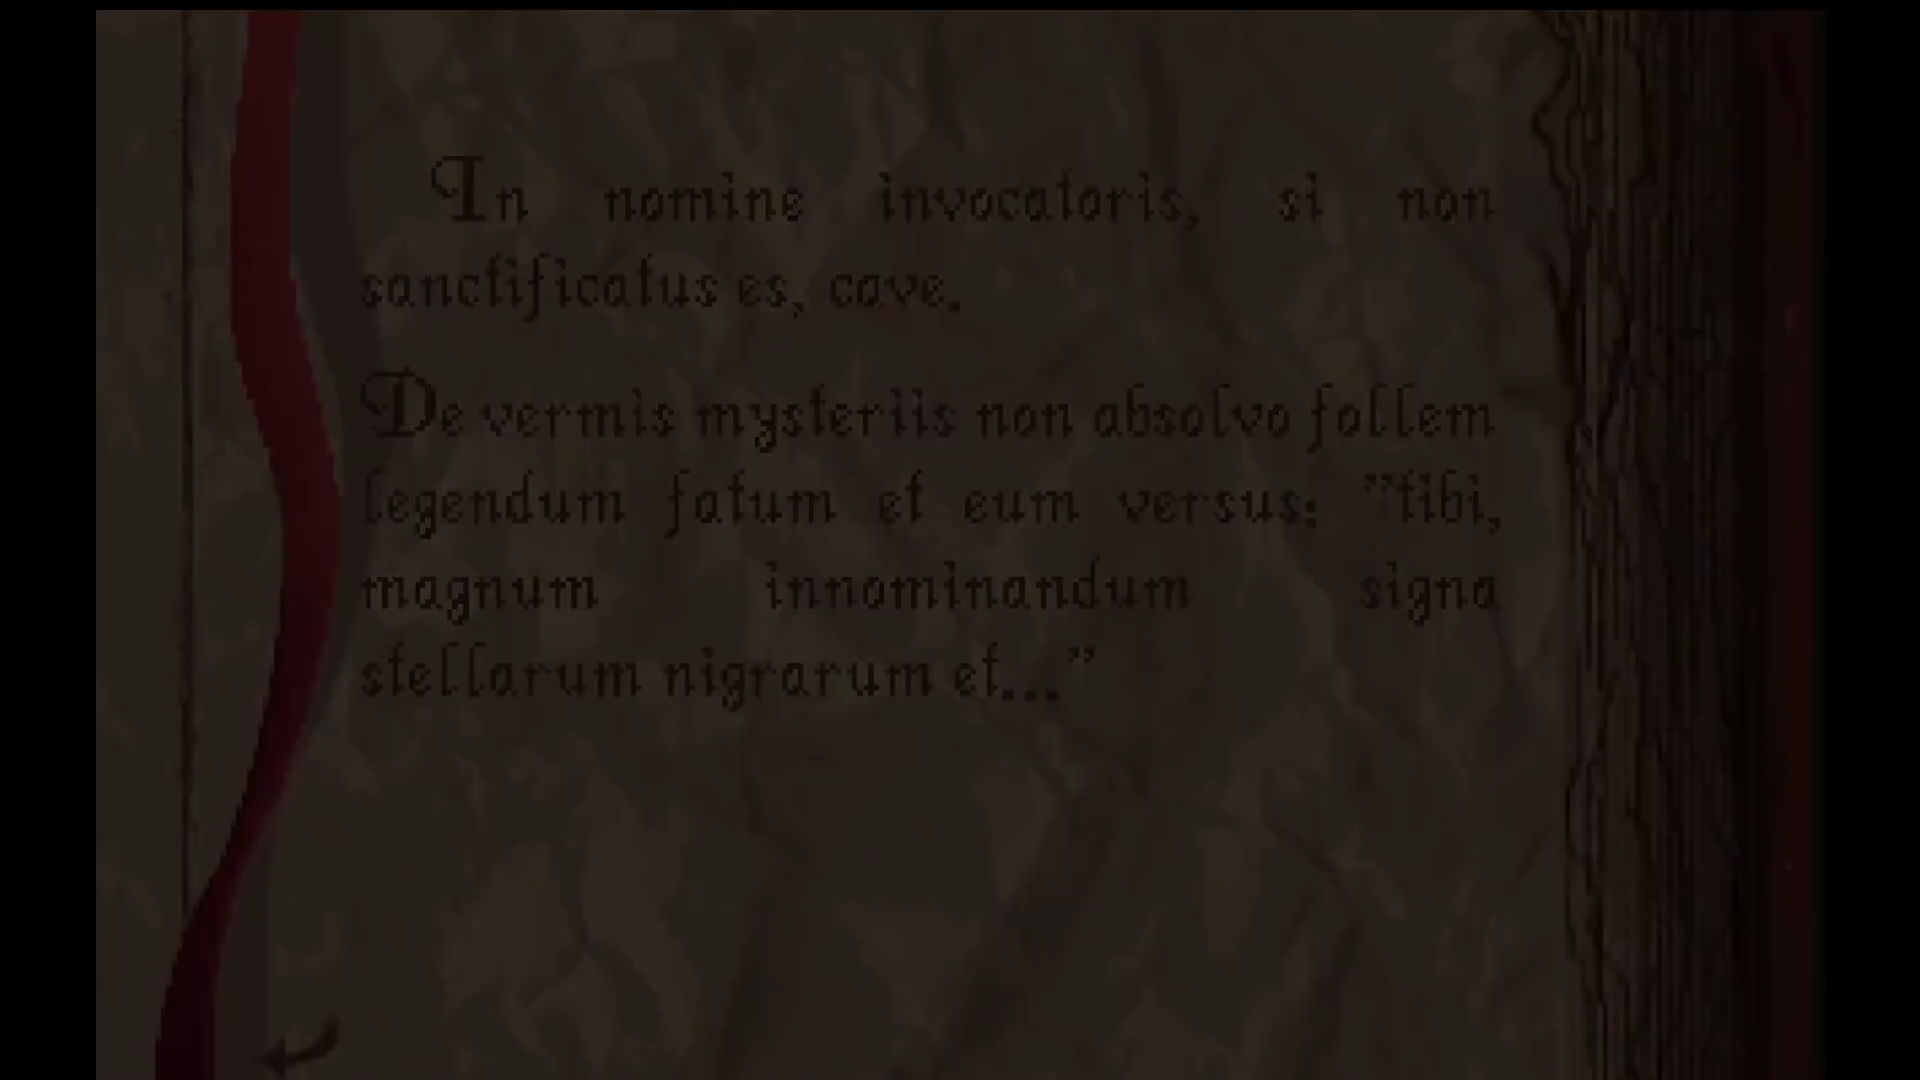 In nomine invocatoris, si non
sanctificatus es, cave.
De vermis mysteriis non absolvo follem
legendum fatum et eum versus: "tibi,
magnum innominandum signa
stellarum nigrarum et..."